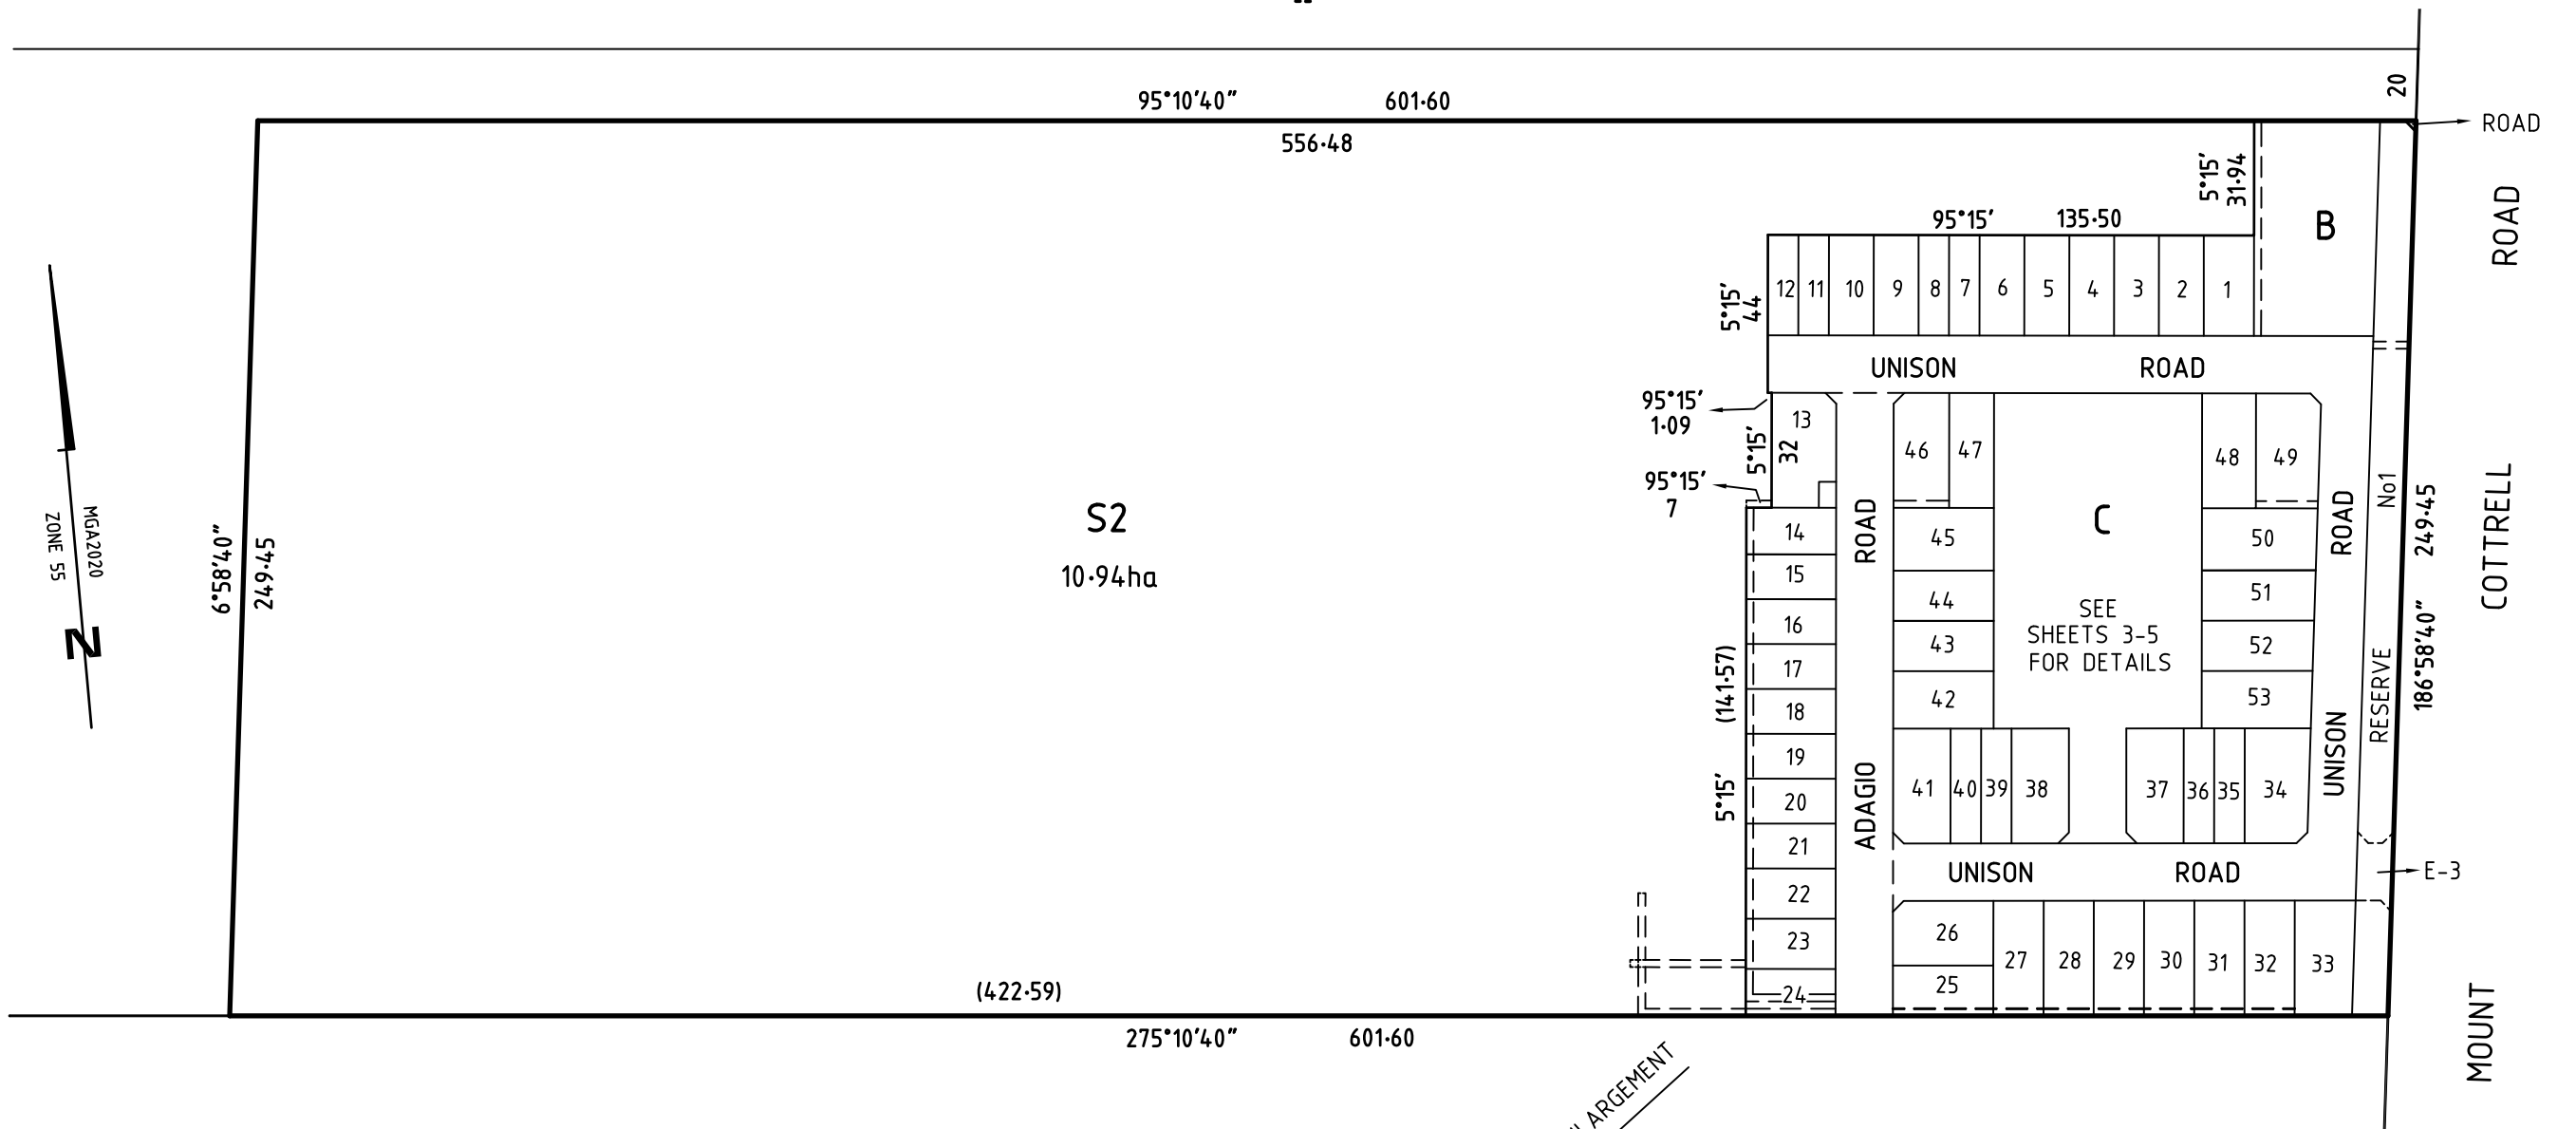 95°10'40" 601·60
20
556·48
ROAD
5°15'
31·94
95°15' 135·50
B
ROAD
12 11 10 9 8 7 6 5 4 3 2 1
5°15'
44
UNISON ROAD
95°15'
1·09
13
5°15'
32
46 47
48 49
95°15'
7
ROAD
ROAD
No1
249·45
COTTRELL
S2
10·94ha
C
SEE
SHEETS 3-5
FOR DETAILS
MGA2020
ZONE 55
N
6°58'40"
249·45
14
15
16
17
18
19
20
21
22
23
24
(141·57)
5°15'
45
44
43
42
50
51
52
53
RESERVE
186°58'40"
UNISON
ADAGIO
41 40 39 38
37 36 35 34
UNISON ROAD
E-3
26
25
27 28 29 30 31 32 33
(422·59)
275°10'40" 601·60
MOUNT